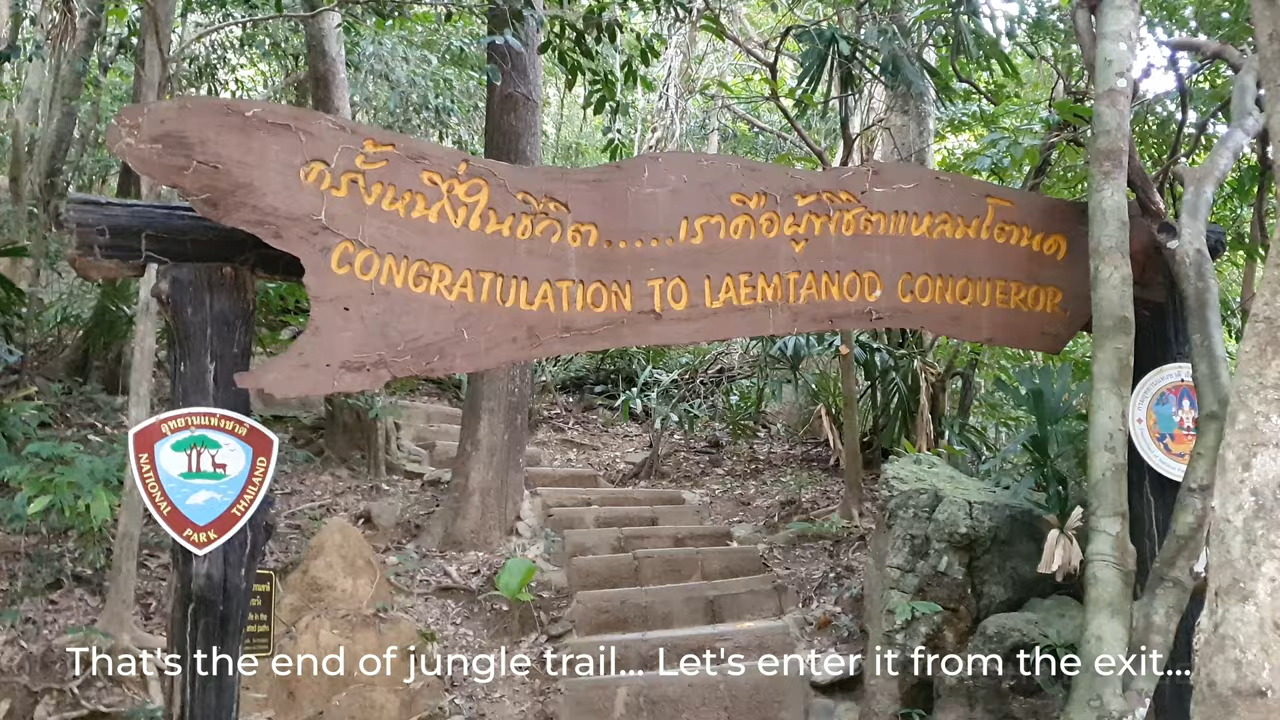 ครั้งหนึ่งในชีวิต.....เราคือผู้พิชิตแหลมโตนด
CONGRATULATION TO LAEMTANOD CONQUEROR.
อุทยานแห่งชาติ
NATIONAL PARK THAILAND
That's the end of jungle trail... Let's enter it from the exit...